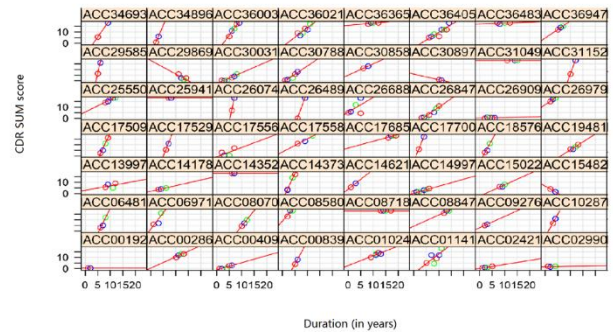 ACC34693 ACC34896 ACC36003 ACC36021 ACC36365 ACC36405 ACC36483 ACC36947
10
0
ACC29585 ACC29869 ACC30031 ACC30788 ACC30858 ACC30897 ACC31049 ACC31152
ACC25550 ACC25941 ACC26074 ACC26489 ACC26688 ACC26847 ACC26909 ACC26979
10
0
ACC17509 ACC17529 ACC17556 ACC17558 ACC17685 ACC17700 ACC18576 ACC19481
ACC13997 ACC14178 ACC14352 ACC14373 ACC14621 ACC14997 ACC15022 ACC15482
10
0
ACC06481 ACC06971 ACC08070 ACC08580 ACC08718 ACC08847 ACC09276 ACC10287
ACC00192 ACC00286 ACC00409 ACC00839 ACC01024 ACC01141 ACC02421 ACC02990
10
0
0 5 101520 0 5 101520 0 5 101520 0 5 101520
CDR SUM score
Duration (in years)